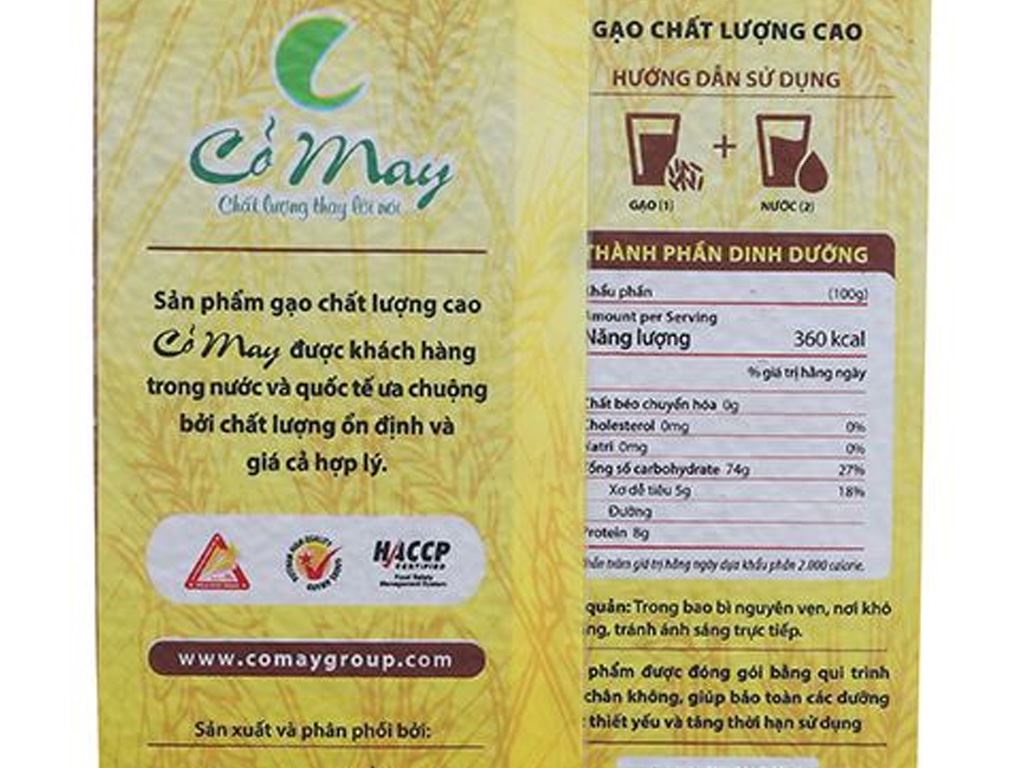 Cỏ May
Chất lượng thay lời nói
Sản phẩm gạo chất lượng cao
Cỏ May được khách hàng
trong nước và quốc tế ưa chuộng
bởi chất lượng ổn định và
giá cả hợp lý.
HACCP
CERTIFIED
Food Safety
Management System
www.comaygroup.com
Sản xuất và phân phối bởi:
GẠO CHẤT LƯỢNG CAO
HƯỚNG DẪN SỬ DỤNG
+
GẠO (1) NƯỚC (2)
THÀNH PHẦN DINH DƯỠNG
Khẩu phần (100g)
Amount per Serving
Năng lượng 360 kcal
% giá trị hằng ngày
Chất béo chuyển hóa 0g
Cholesterol 0mg 0%
Natri 0mg 0%
Tổng số carbohydrate 74g 27%
Xơ dễ tiêu 5g 18%
Đường
Protein 8g
phần trăm giá trị hằng ngày dựa khẩu phần 2.000 calorie.
quản: Trong bao bì nguyên vẹn, nơi khô
tránh ánh sáng trực tiếp.
phẩm được đóng gói bằng qui trình
chân không, giúp bảo toàn các dưỡng
thiết yếu và tăng thời hạn sử dụng